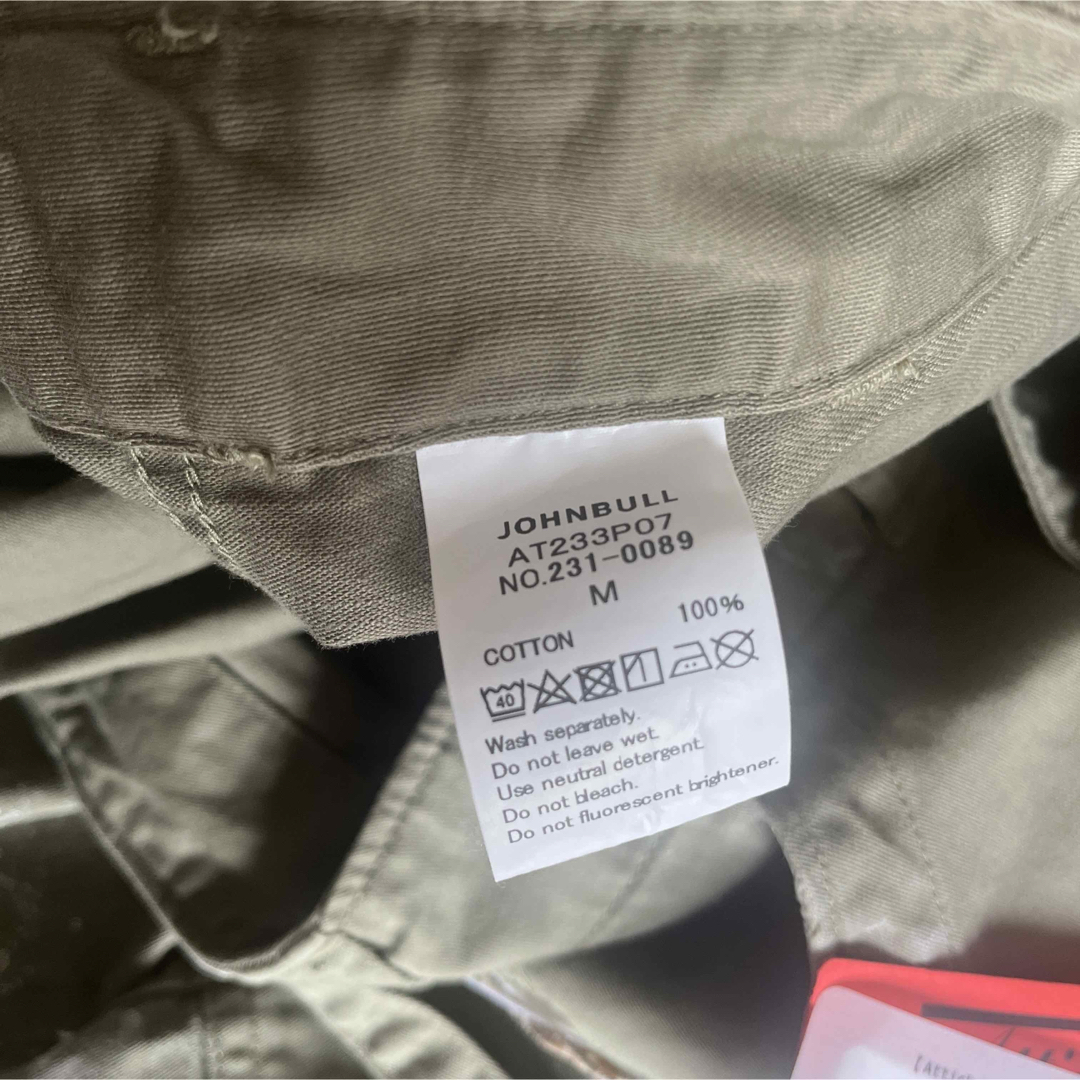 JOHNBULL
AT233P07
NO.231-0089
M
COTTON 100%
40
Wash separately.
Do not leave wet.
Use neutral detergent.
Do not bleach.
Do not fluorescent brightener.